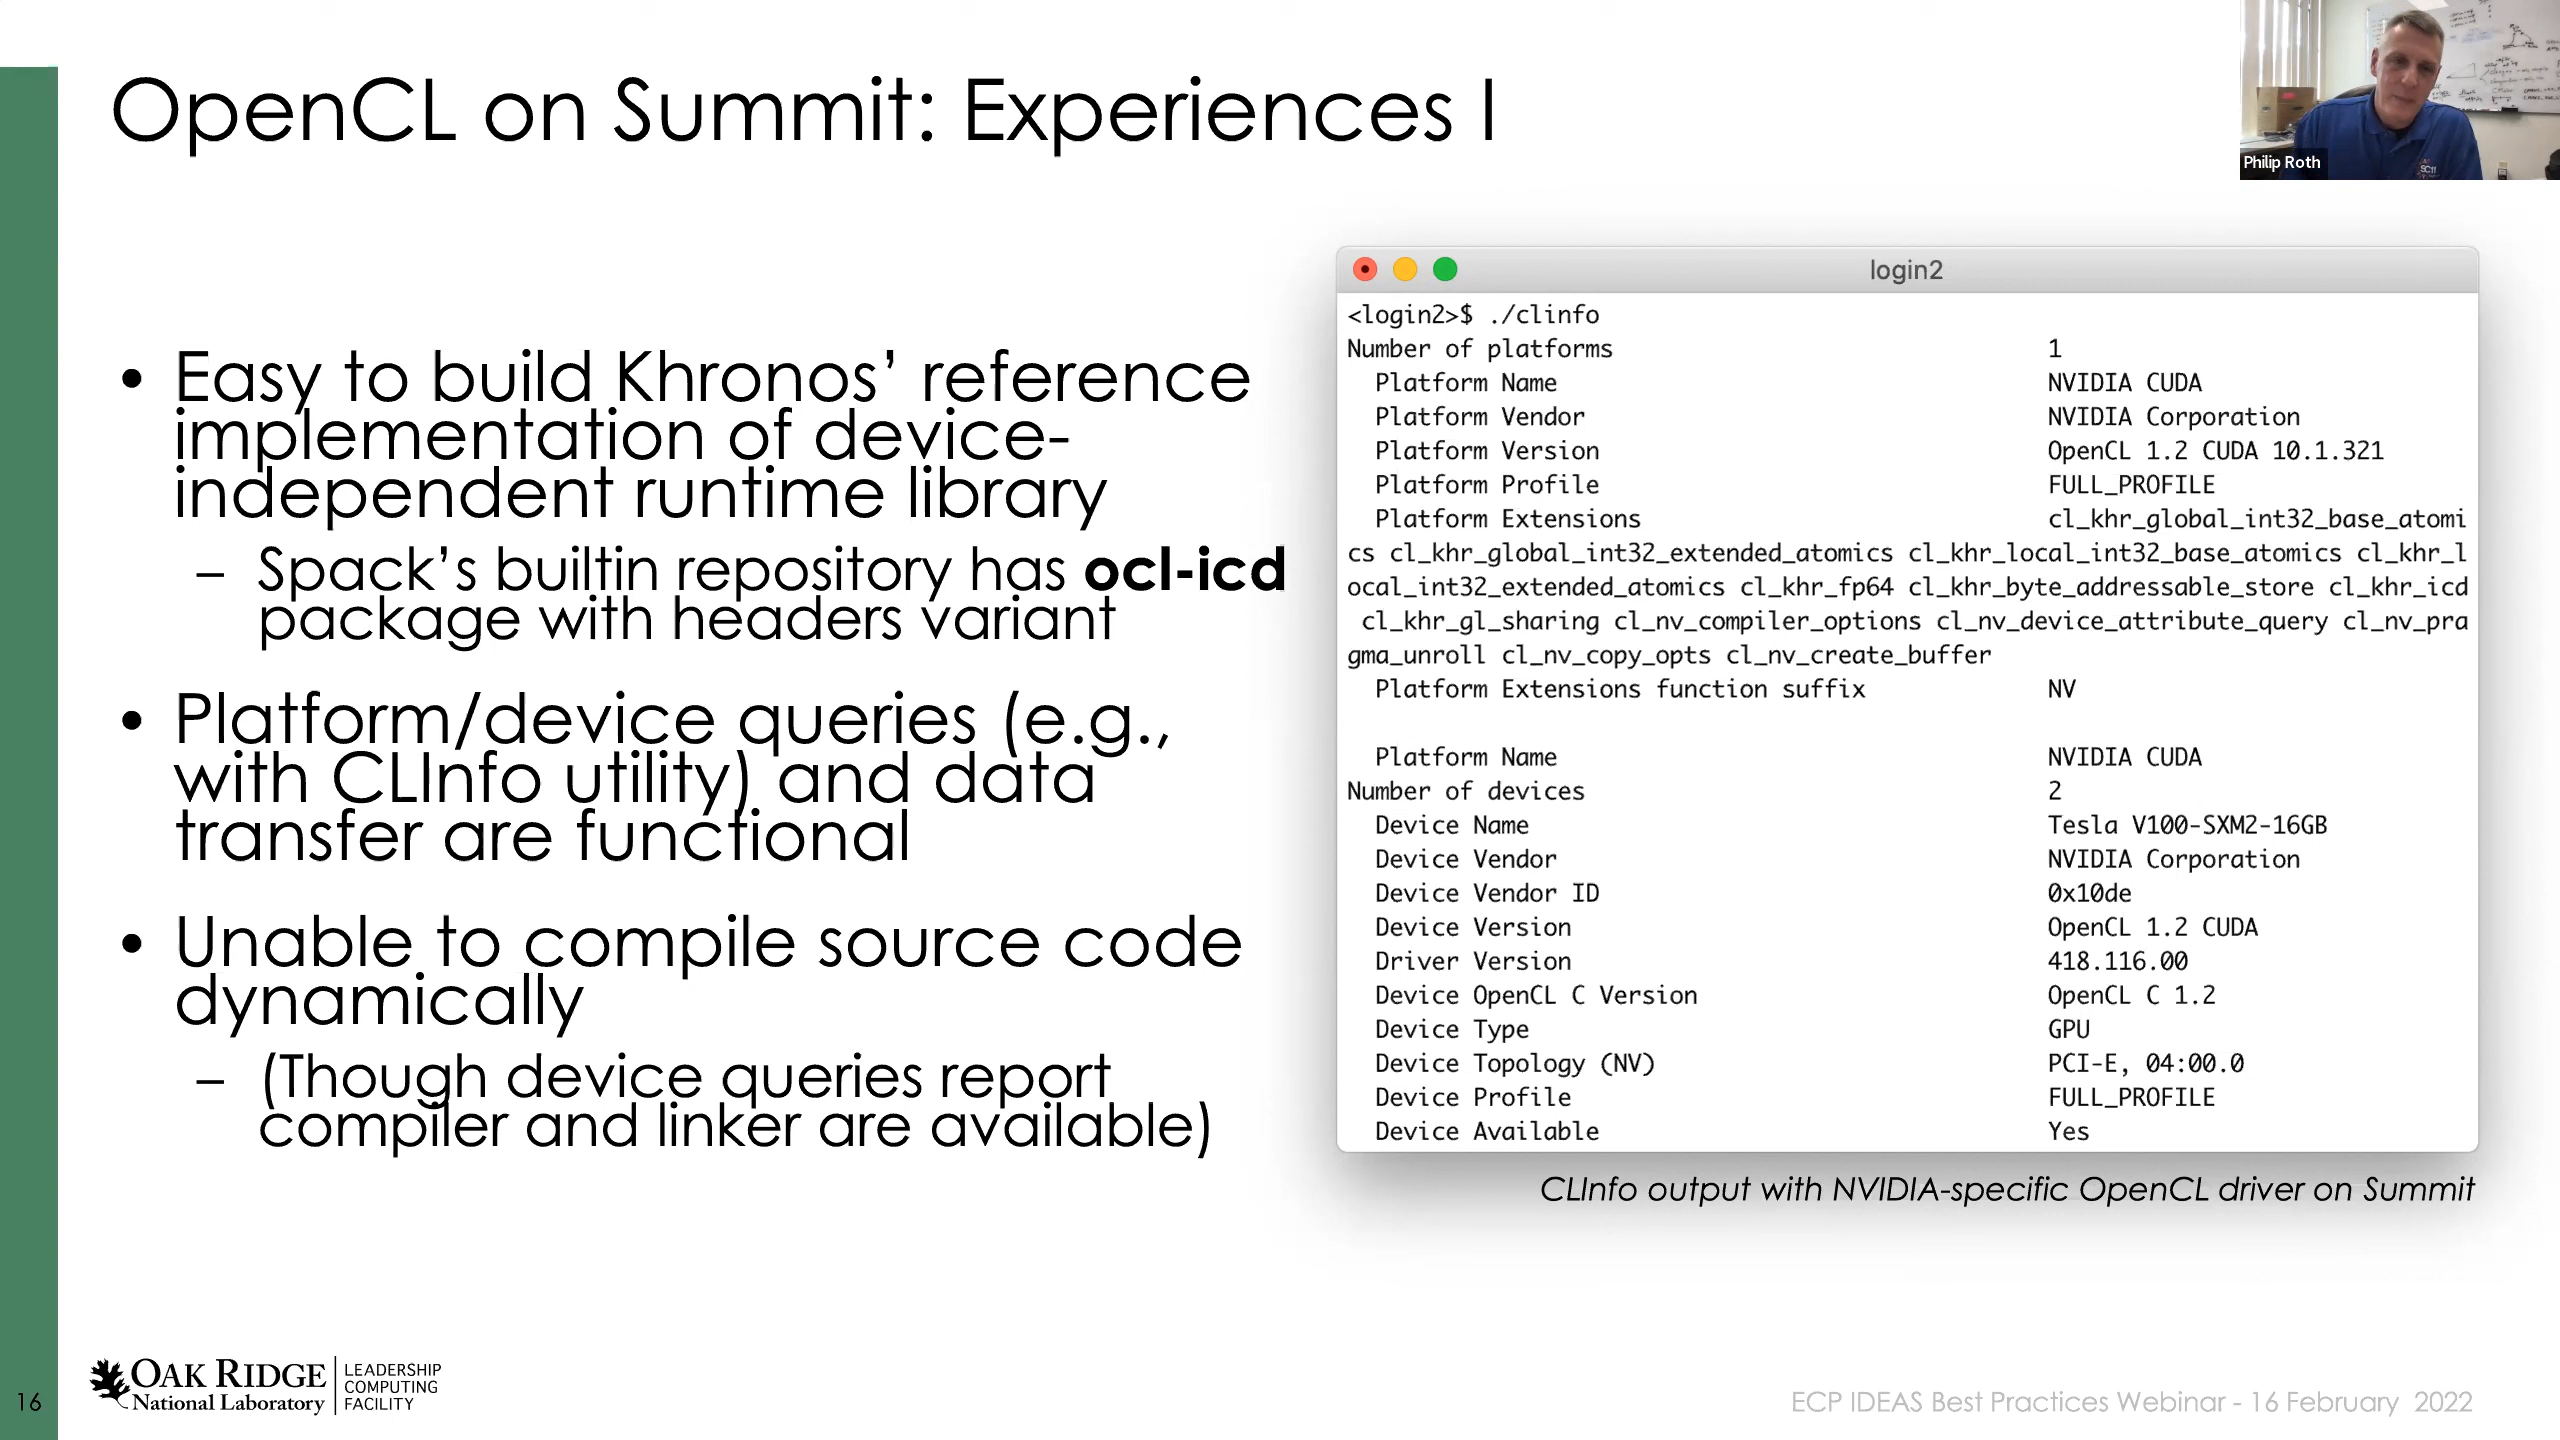 OpenCL on Summit: Experiences I
Philip Roth
• Easy to build Khronos’ reference
implementation of device-
independent runtime library
– Spack’s builtin repository has ocl-icd
package with headers variant
• Platform/device queries (e.g.,
with CLInfo utility) and data
transfer are functional
• Unable to compile source code
dynamically
– (Though device queries report
compiler and linker are available)
login2
<login2>$ ./clinfo
Number of platforms 1
Platform Name NVIDIA CUDA
Platform Vendor NVIDIA Corporation
Platform Version OpenCL 1.2 CUDA 10.1.321
Platform Profile FULL_PROFILE
Platform Extensions cl_khr_global_int32_base_atomi
cs cl_khr_global_int32_extended_atomics cl_khr_local_int32_base_atomics cl_khr_l
ocal_int32_extended_atomics cl_khr_fp64 cl_khr_byte_addressable_store cl_khr_icd
cl_khr_gl_sharing cl_nv_compiler_options cl_nv_device_attribute_query cl_nv_pra
gma_unroll cl_nv_copy_opts cl_nv_create_buffer
Platform Extensions function suffix NV
Platform Name NVIDIA CUDA
Number of devices 2
Device Name Tesla V100-SXM2-16GB
Device Vendor NVIDIA Corporation
Device Vendor ID 0x10de
Device Version OpenCL 1.2 CUDA
Driver Version 418.116.00
Device OpenCL C Version OpenCL C 1.2
Device Type GPU
Device Topology (NV) PCI-E, 04:00.0
Device Profile FULL_PROFILE
Device Available Yes
CLInfo output with NVIDIA-specific OpenCL driver on Summit
16
OAK RIDGE
National Laboratory
LEADERSHIP
COMPUTING
FACILITY
ECP IDEAS Best Practices Webinar - 16 February 2022